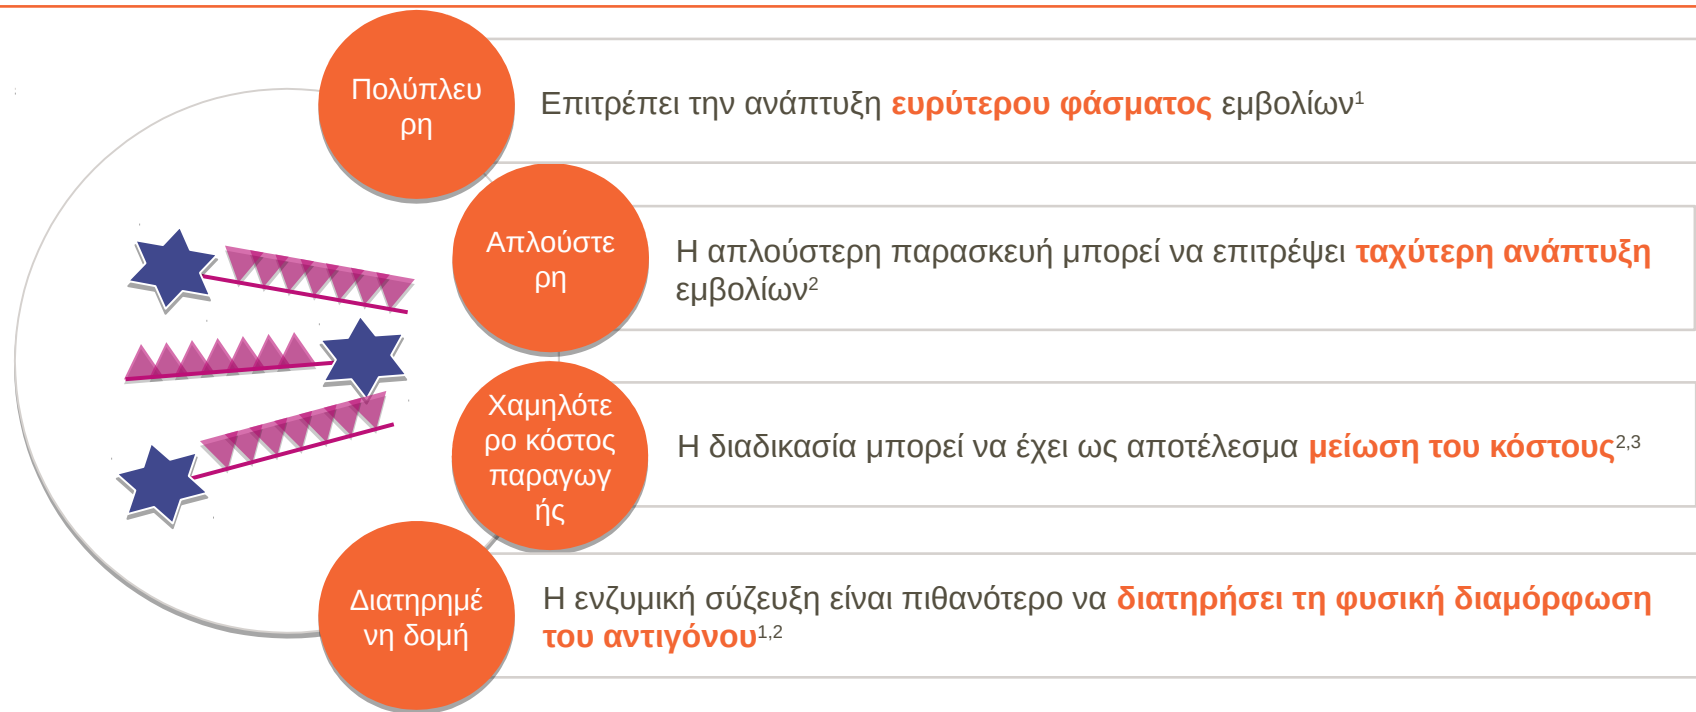 Πολύπλευ
ρη
Επιτρέπει την ανάπτυξη ευρύτερου φάσματος εμβολίων1
Απλούστε
ρη
Η απλούστερη παρασκευή μπορεί να επιτρέψει ταχύτερη ανάπτυξη
εμβολίων2
Χαμηλότε
ρο κόστος
παραγωγ
ής
Η διαδικασία μπορεί να έχει ως αποτέλεσμα μείωση του κόστους2,3
Διατηρημέ
νη δομή
Η ενζυμική σύζευξη είναι πιθανότερο να διατηρήσει τη φυσική διαμόρφωση
του αντιγόνου1,2